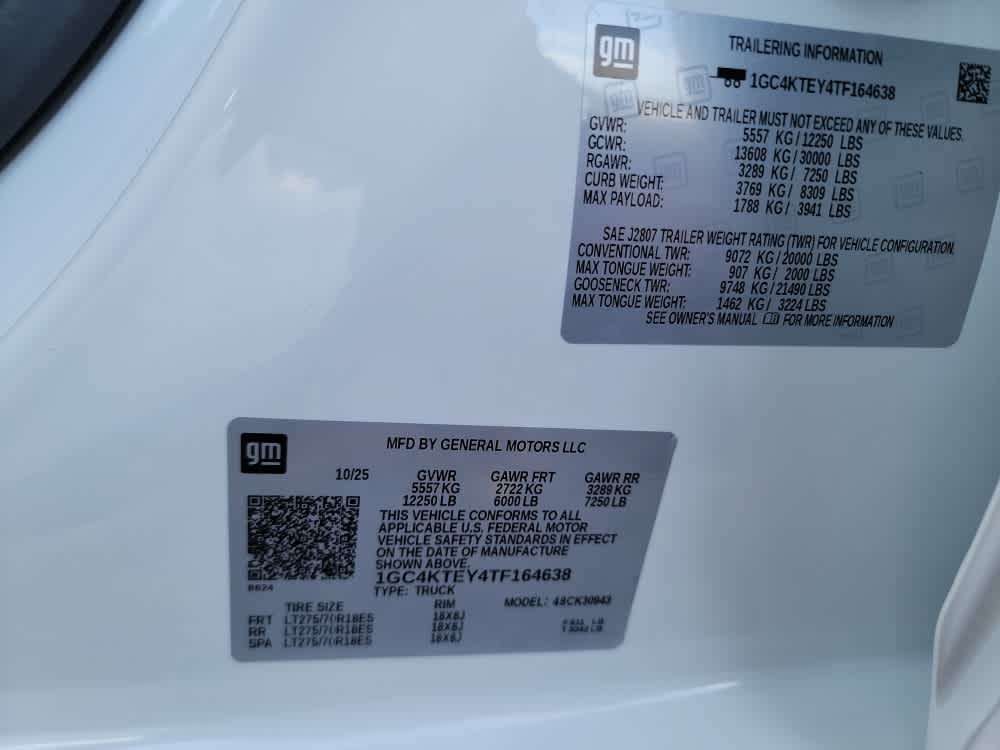 gm
TRAILERING INFORMATION
1GC4KTEY4TF164638
VEHICLE AND TRAILER MUST NOT EXCEED ANY OF THESE VALUES.
GVWR: 5557 KG / 12250 LBS
GCWR: 13608 KG / 30000 LBS
RGAWR: 3289 KG / 7250 LBS
CURB WEIGHT: 3769 KG / 8309 LBS
MAX PAYLOAD: 1788 KG / 3941 LBS
SAE J2807 TRAILER WEIGHT RATING (TWR) FOR VEHICLE CONFIGURATION.
CONVENTIONAL TWR: 9072 KG / 20000 LBS
MAX TONGUE WEIGHT: 907 KG / 2000 LBS
GOOSENECK TWR: 9748 KG / 21490 LBS
MAX TONGUE WEIGHT: 1462 KG / 3224 LBS
SEE OWNER'S MANUAL FOR MORE INFORMATION
gm
MFD BY GENERAL MOTORS LLC
10/25 GVWR GAWR FRT GAWR RR
5557 KG 2722 KG 3289 KG
12250 LB 6000 LB 7250 LB
THIS VEHICLE CONFORMS TO ALL
APPLICABLE U.S. FEDERAL MOTOR
VEHICLE SAFETY STANDARDS IN EFFECT
ON THE DATE OF MANUFACTURE
SHOWN ABOVE.
1GC4KTEY4TF164638
TYPE: TRUCK
MODEL: 48CK30943
TIRE SIZE RIM
FRT LT275/70R18ES 18X8J
RR LT275/70R18ES 18X8J
SPA LT275/70R18ES 18X8J